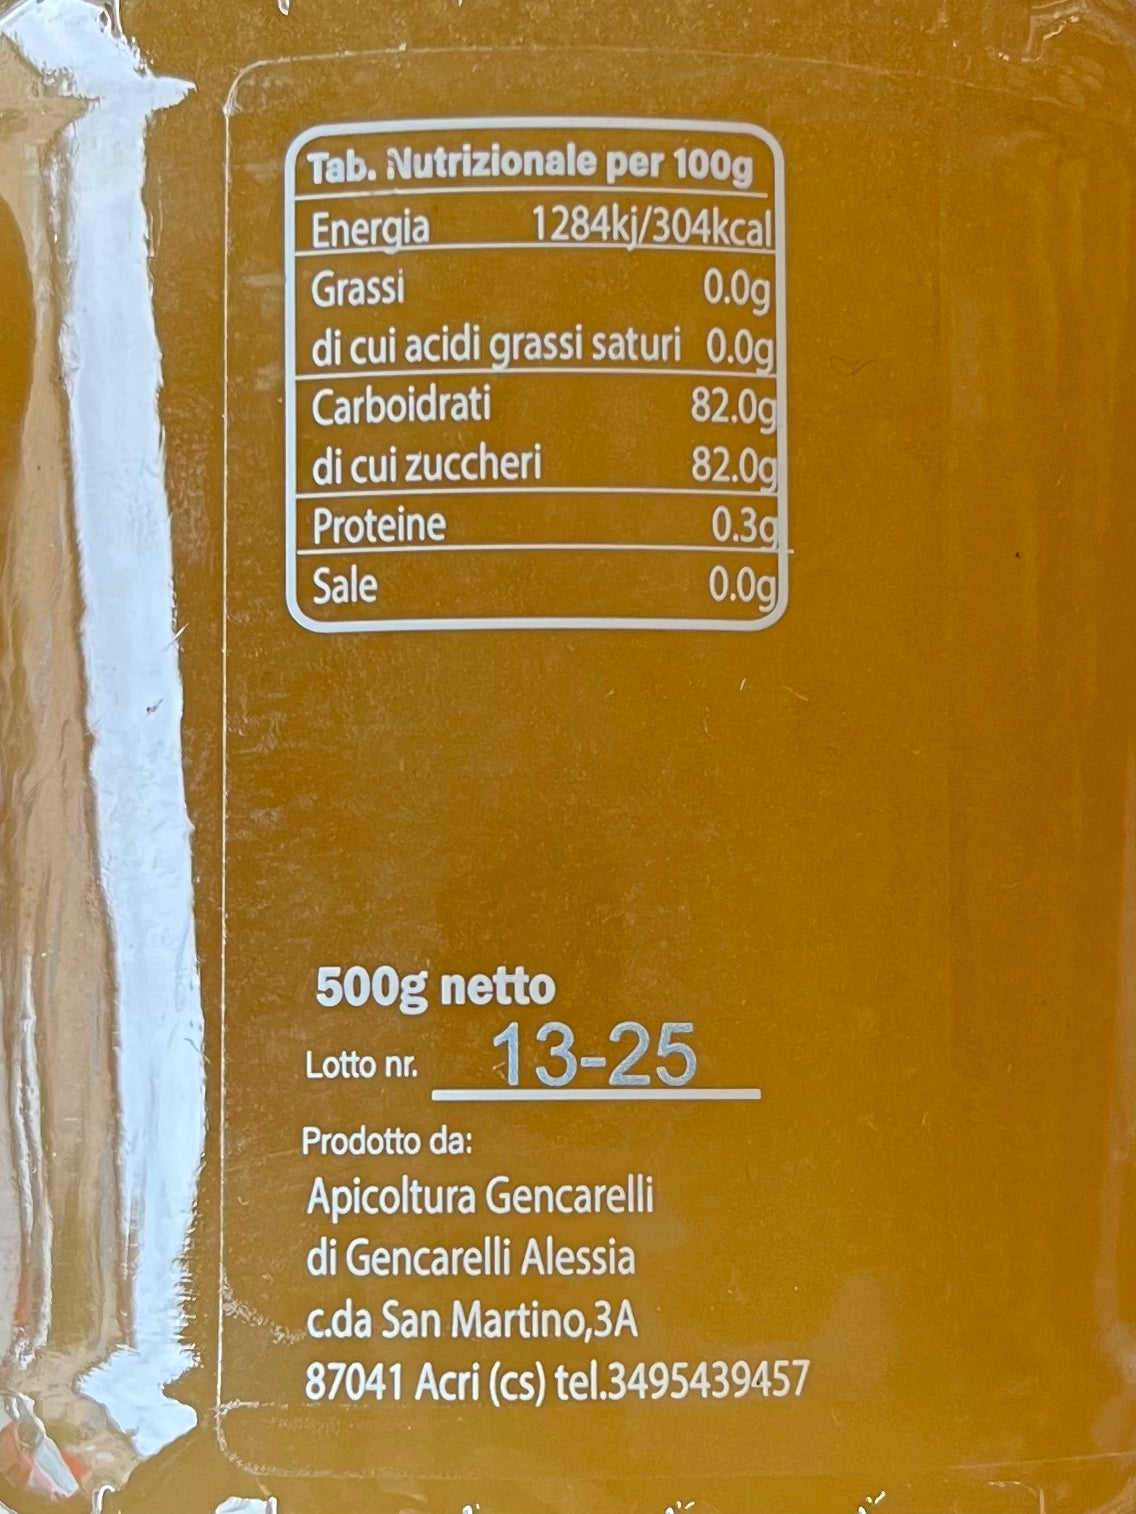 Tab. Nutrizionale per 100g
Energia 1284kj/304kcal
Grassi 0.0g
di cui acidi grassi saturi 0.0g
Carboidrati 82.0g
di cui zuccheri 82.0g
Proteine 0.3g
Sale 0.0g
500g netto
Lotto nr. 13-25
Prodotto da:
Apicoltura Gencarelli
di Gencarelli Alessia
c.da San Martino,3A
87041 Acri (cs) tel.3495439457